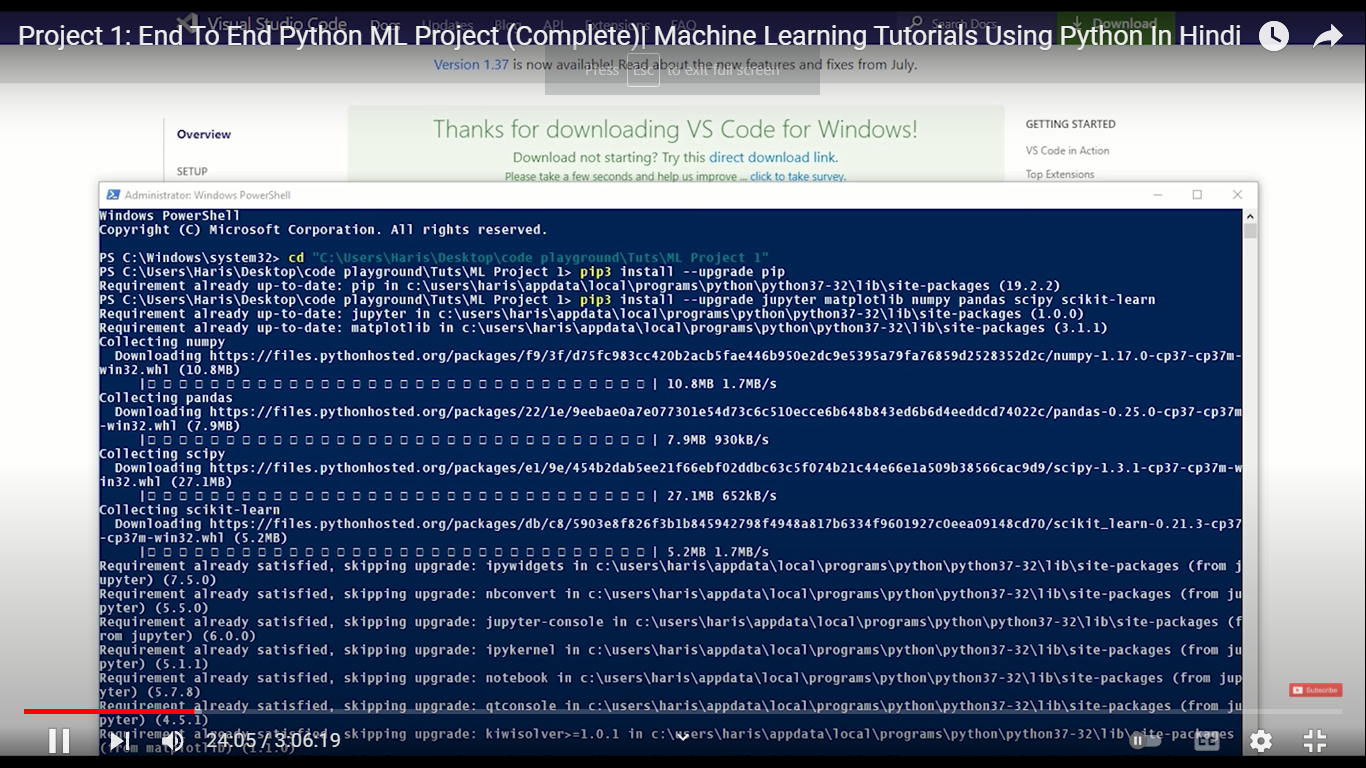 Visual Studio Code Docs Updates Blog API Extensions FAQ Search Docs Download
Project 1: End To End Python ML Project (Complete)| Machine Learning Tutorials Using Python In Hindi
Version 1.37 is now available! Read about the new features and fixes from July.
Press Esc to exit full screen
Overview
SETUP
Thanks for downloading VS Code for Windows!
Download not starting? Try this direct download link.
Please take a few seconds and help us improve ... click to take survey.
GETTING STARTED
VS Code in Action
Top Extensions
Administrator: Windows PowerShell
Windows PowerShell
Copyright (C) Microsoft Corporation. All rights reserved.
PS C:\Windows\system32> cd "C:\Users\Haris\Desktop\code playground\Tuts\ML Project 1"
PS C:\Users\Haris\Desktop\code playground\Tuts\ML Project 1> pip3 install --upgrade pip
Requirement already up-to-date: pip in c:\users\haris\appdata\local\programs\python\python37-32\lib\site-packages (19.2.2)
PS C:\Users\Haris\Desktop\code playground\Tuts\ML Project 1> pip3 install --upgrade jupyter matplotlib numpy pandas scipy scikit-learn
Requirement already up-to-date: jupyter in c:\users\haris\appdata\local\programs\python\python37-32\lib\site-packages (1.0.0)
Requirement already up-to-date: matplotlib in c:\users\haris\appdata\local\programs\python\python37-32\lib\site-packages (3.1.1)
Collecting numpy
Downloading https://files.pythonhosted.org/packages/f9/3f/d75fc983cc420b2acb5fae446b950e2dc9e5395a79fa76859d2528352d2c/numpy-1.17.0-cp37-cp37m-
win32.whl (10.8MB)
10.8MB 1.7MB/s
Collecting pandas
Downloading https://files.pythonhosted.org/packages/22/1e/9eebae0a7e077301e54d73c6c510ecce6b648b843ed6b6d4eeddcd74022c/pandas-0.25.0-cp37-cp37m
-win32.whl (7.9MB)
7.9MB 930kB/s
Collecting scipy
Downloading https://files.pythonhosted.org/packages/e1/9e/454b2dab5ee21f66ebf02ddbc63c5f074b21c44e66e1a509b38566cac9d9/scipy-1.3.1-cp37-cp37m-w
in32.whl (27.1MB)
27.1MB 652kB/s
Collecting scikit-learn
Downloading https://files.pythonhosted.org/packages/db/c8/5903e8f826f3b1b845942798f4948a817b6334f9601927c0eea09148cd70/scikit_learn-0.21.3-cp37
-cp37m-win32.whl (5.2MB)
5.2MB 1.7MB/s
Requirement already satisfied, skipping upgrade: ipywidgets in c:\users\haris\appdata\local\programs\python\python37-32\lib\site-packages (from j
upyter) (7.5.0)
Requirement already satisfied, skipping upgrade: nbconvert in c:\users\haris\appdata\local\programs\python\python37-32\lib\site-packages (from ju
pyter) (5.5.0)
Requirement already satisfied, skipping upgrade: jupyter-console in c:\users\haris\appdata\local\programs\python\python37-32\lib\site-packages (f
rom jupyter) (6.0.0)
Requirement already satisfied, skipping upgrade: ipykernel in c:\users\haris\appdata\local\programs\python\python37-32\lib\site-packages (from ju
pyter) (5.1.1)
Requirement already satisfied, skipping upgrade: notebook in c:\users\haris\appdata\local\programs\python\python37-32\lib\site-packages (from jup
yter) (5.7.8)
Requirement already satisfied, skipping upgrade: qtconsole in c:\users\haris\appdata\local\programs\python\python37-32\lib\site-packages (from ju
pyter) (4.5.1)
Requirement already satisfied, skipping upgrade: kiwisolver>=1.0.1 in c:\users\haris\appdata\local\programs\python\python37-32\lib\site-packages
(from matplotlib) (1.1.0)
Subscribe
24:05 / 3:06:19
CC